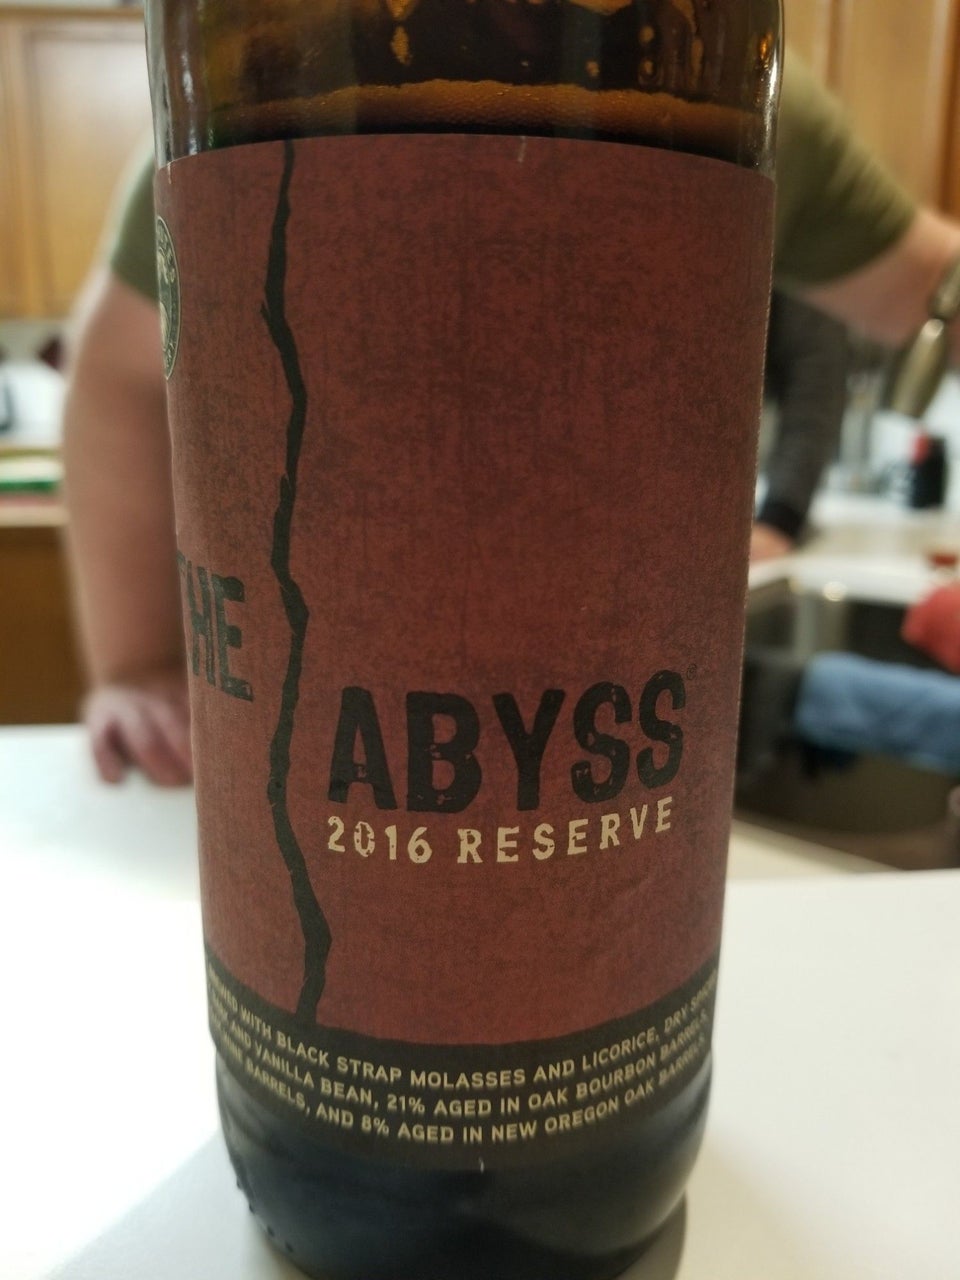 THE
ABYSS®
2016 RESERVE
WITH BLACK STRAP MOLASSES AND LICORICE, DRY
AND VANILLA BEAN, 21% AGED IN OAK BOURBON BARRELS,
BARRELS, AND 8% AGED IN NEW OREGON OAK BARRELS